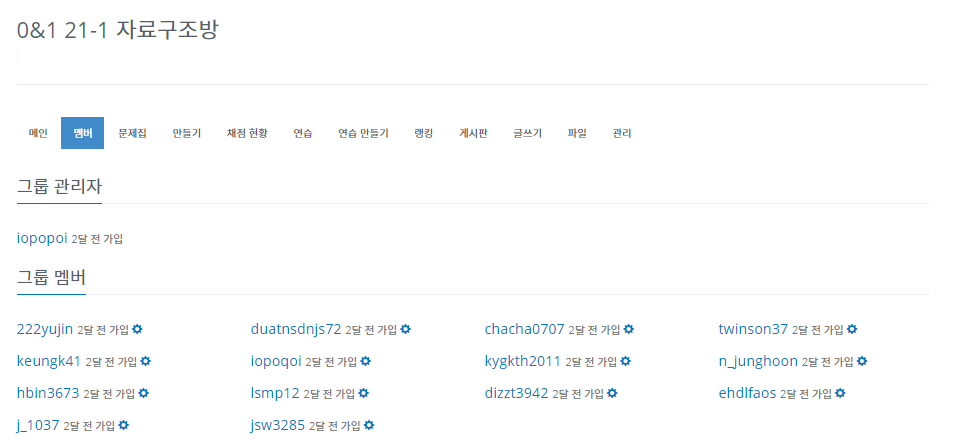 0&1 21-1 자료구조방
메인 멤버 문제집 만들기 채점 현황 연습 연습 만들기 랭킹 게시판 글쓰기 파일 관리
그룹 관리자
iopopoi 2달 전 가입
그룹 멤버
222yujin 2달 전 가입 duatnsdnjs72 2달 전 가입 chacha0707 2달 전 가입 twinson37 2달 전 가입
keungk41 2달 전 가입 iopoqoi 2달 전 가입 kygkth2011 2달 전 가입 n_junghoon 2달 전 가입
hbin3673 2달 전 가입 lsmp12 2달 전 가입 dizzt3942 2달 전 가입 ehdlfaos 2달 전 가입
j_1037 2달 전 가입 jsw3285 2달 전 가입